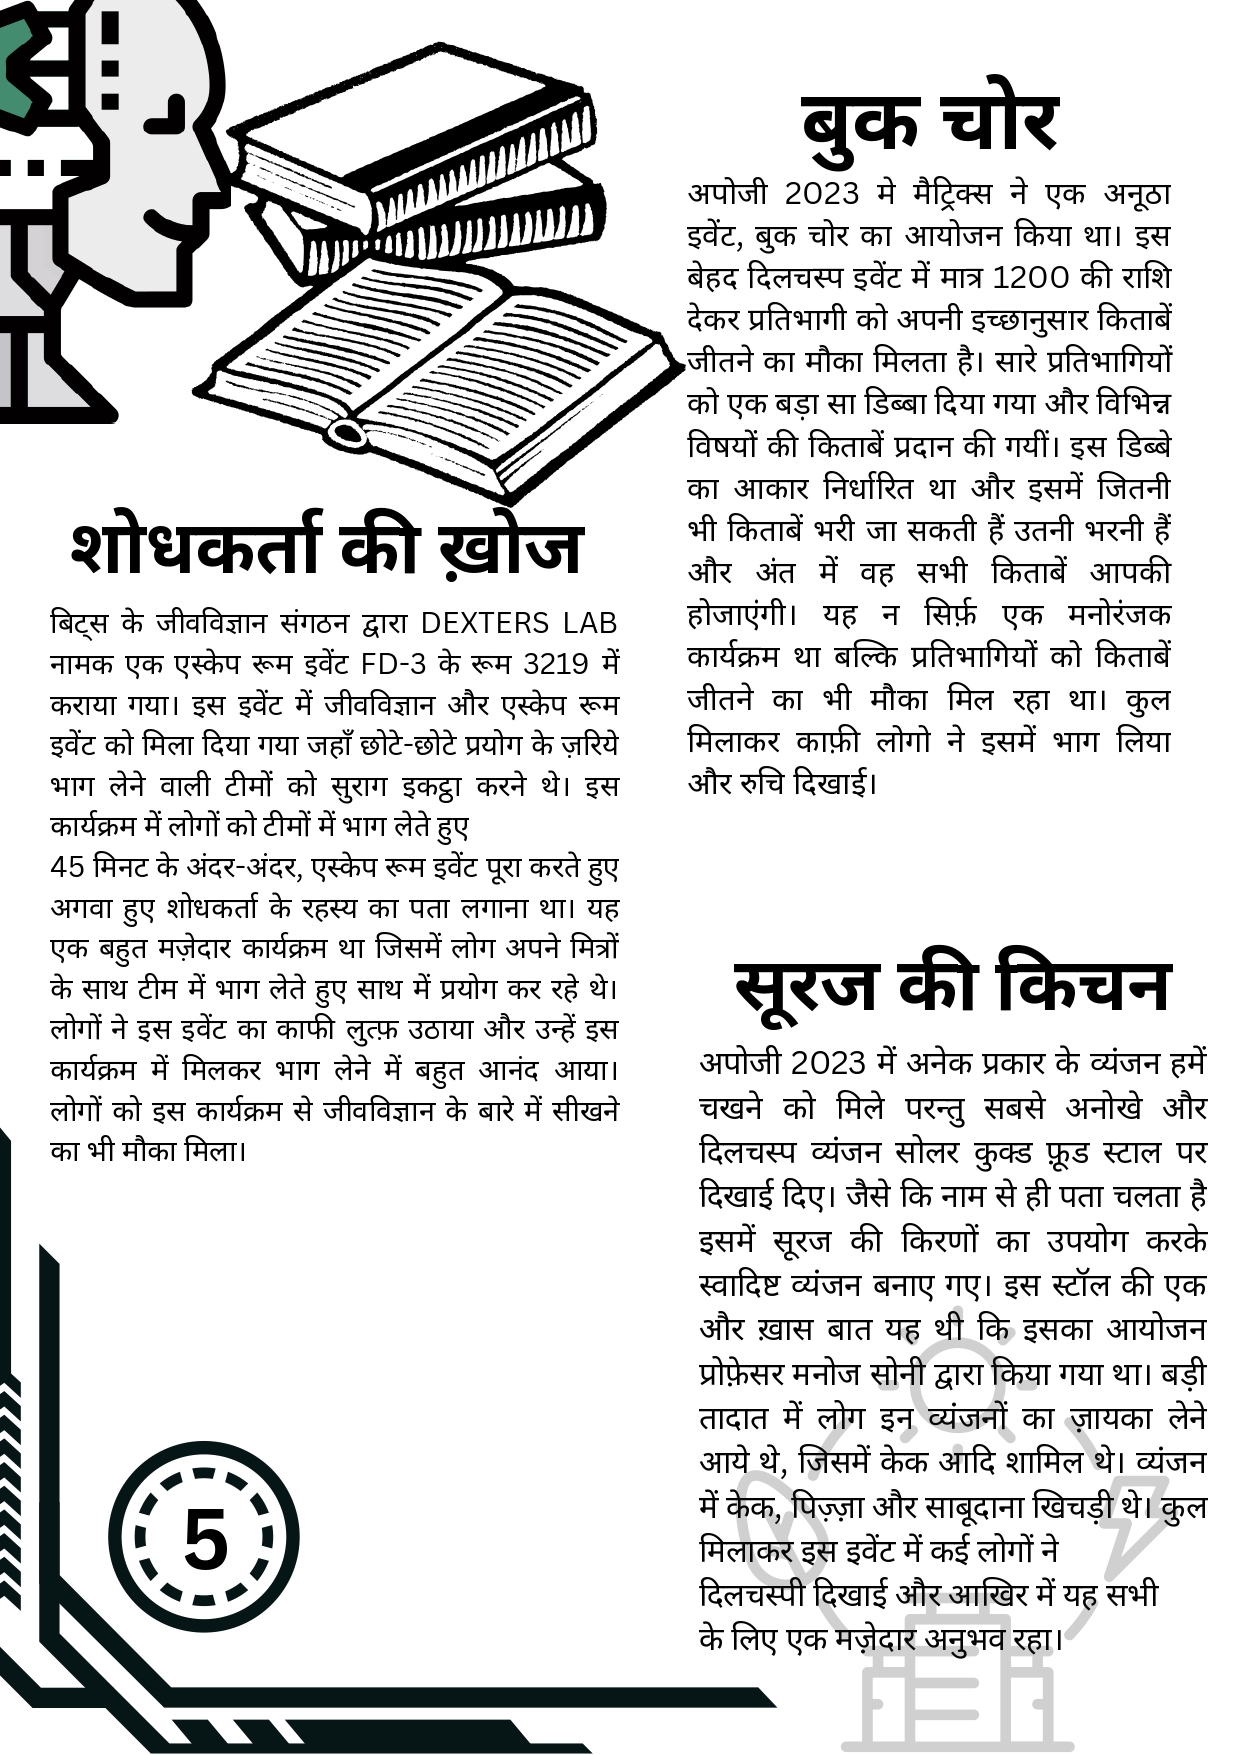 शोधकर्ता की ख़ोज
बिट्स के जीवविज्ञान संगठन द्वारा DEXTERS LAB
नामक एक एस्केप रूम इवेंट FD-3 के रूम 3219 में
कराया गया। इस इवेंट में जीवविज्ञान और एस्केप रूम
इवेंट को मिला दिया गया जहाँ छोटे-छोटे प्रयोग के ज़रिये
भाग लेने वाली टीमों को सुराग इकट्ठा करने थे। इस
कार्यक्रम में लोगों को टीमों में भाग लेते हुए
45 मिनट के अंदर-अंदर, एस्केप रूम इवेंट पूरा करते हुए
अगवा हुए शोधकर्ता के रहस्य का पता लगाना था। यह
एक बहुत मज़ेदार कार्यक्रम था जिसमें लोग अपने मित्रों
के साथ टीम में भाग लेते हुए साथ में प्रयोग कर रहे थे।
लोगों ने इस इवेंट का काफी लुत्फ़ उठाया और उन्हें इस
कार्यक्रम में मिलकर भाग लेने में बहुत आनंद आया।
लोगों को इस कार्यक्रम से जीवविज्ञान के बारे में सीखने
का भी मौका मिला।
बुक चोर
अपोजी 2023 मे मैट्रिक्स ने एक अनूठा
इवेंट, बुक चोर का आयोजन किया था। इस
बेहद दिलचस्प इवेंट में मात्र 1200 की राशि
देकर प्रतिभागी को अपनी इच्छानुसार किताबें
जीतने का मौका मिलता है। सारे प्रतिभागियों
को एक बड़ा सा डिब्बा दिया गया और विभिन्न
विषयों की किताबें प्रदान की गयीं। इस डिब्बे
का आकार निर्धारित था और इसमें जितनी
भी किताबें भरी जा सकती हैं उतनी भरनी हैं
और अंत में वह सभी किताबें आपकी
होजाएंगी। यह न सिर्फ़ एक मनोरंजक
कार्यक्रम था बल्कि प्रतिभागियों को किताबें
जीतने का भी मौका मिल रहा था। कुल
मिलाकर काफ़ी लोगो ने इसमें भाग लिया
और रुचि दिखाई।
सूरज की किचन
अपोजी 2023 में अनेक प्रकार के व्यंजन हमें
चखने को मिले परन्तु सबसे अनोखे और
दिलचस्प व्यंजन सोलर कुक्ड फ़ूड स्टाल पर
दिखाई दिए। जैसे कि नाम से ही पता चलता है
इसमें सूरज की किरणों का उपयोग करके
स्वादिष्ट व्यंजन बनाए गए। इस स्टॉल की एक
और ख़ास बात यह थी कि इसका आयोजन
प्रोफ़ेसर मनोज सोनी द्वारा किया गया था। बड़ी
तादात में लोग इन व्यंजनों का ज़ायका लेने
आये थे, जिसमें केक आदि शामिल थे। व्यंजन
में केक, पिज़्ज़ा और साबूदाना खिचड़ी थे। कुल
मिलाकर इस इवेंट में कई लोगों ने
दिलचस्पी दिखाई और आखिर में यह सभी
के लिए एक मज़ेदार अनुभव रहा।
5